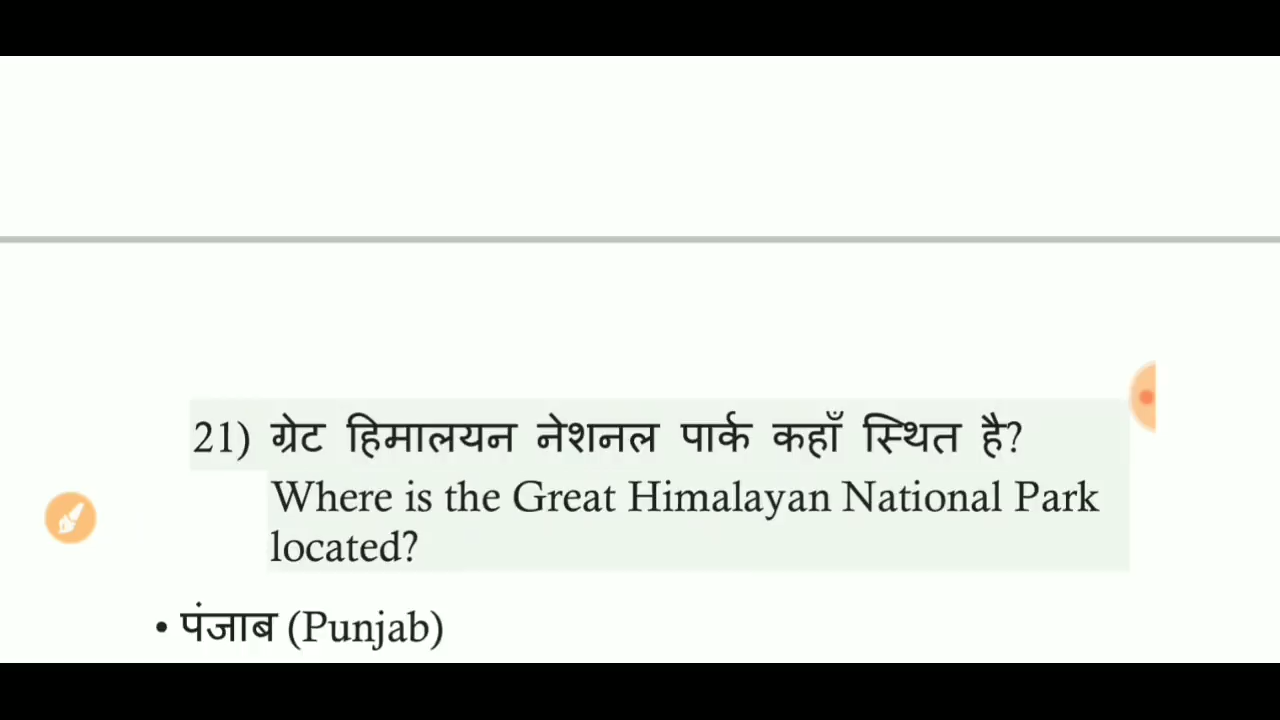 21) ग्रेट हिमालयन नेशनल पार्क कहाँ स्थित है?
Where is the Great Himalayan National Park
located?
• पंजाब (Punjab)